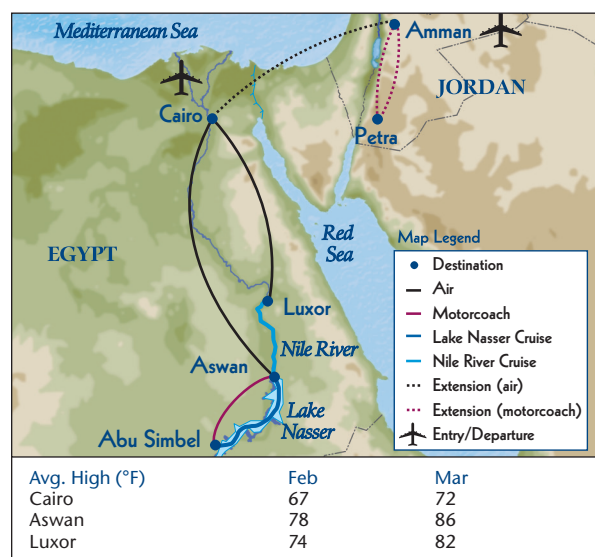 Mediterranean Sea
Amman
JORDAN
Cairo
Petra
EGYPT
Red
Sea
Luxor
Nile River
Aswan
Lake
Nasser
Abu Simbel
Map Legend
Destination
Air
Motorcoach
Lake Nasser Cruise
Nile River Cruise
Extension (air)
Extension (motorcoach)
Entry/Departure
Avg. High (°F) Feb Mar
Cairo 67 72
Aswan 78 86
Luxor 74 82